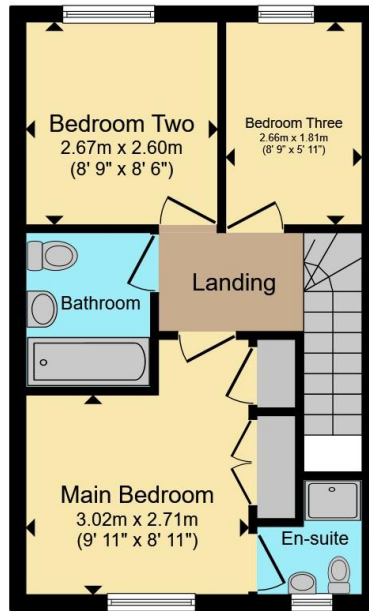 Bedroom Two
2.67m x 2.60m
(8' 9" x 8' 6")
Bedroom Three
2.66m x 1.81m
(8' 9" x 5' 11")
Bathroom
Landing
Main Bedroom
3.02m x 2.71m
(9' 11" x 8' 11")
En-suite